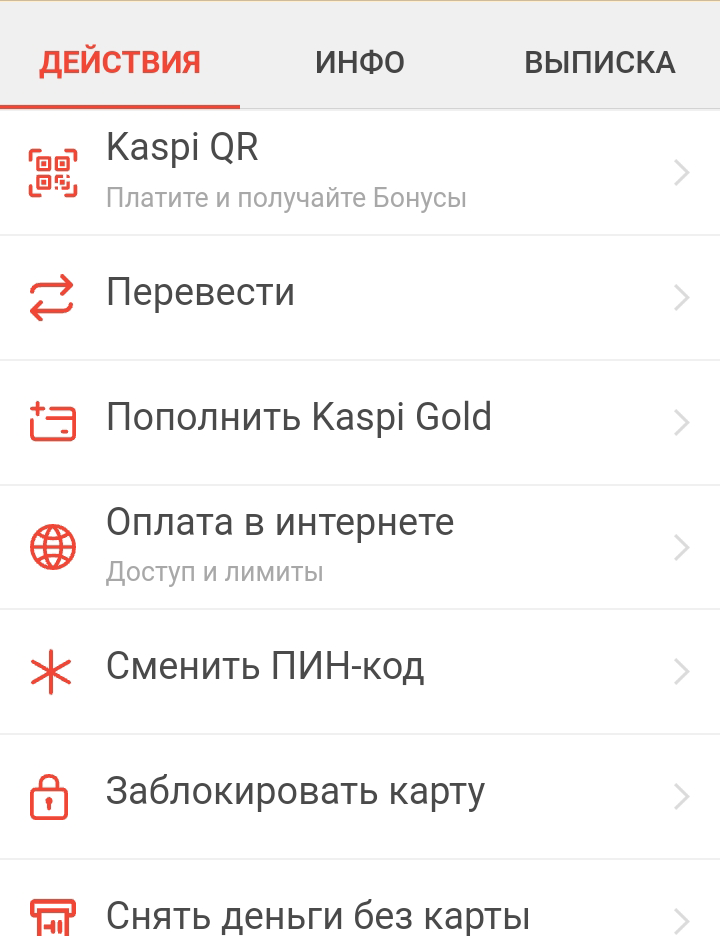 ДЕЙСТВИЯ ИНФО ВЫПИСКА
Kaspi QR
Платите и получайте Бонусы
Перевести
Пополнить Kaspi Gold
Оплата в интернете
Доступ и лимиты
Сменить ПИН-код
Заблокировать карту
Снять деньги без карты